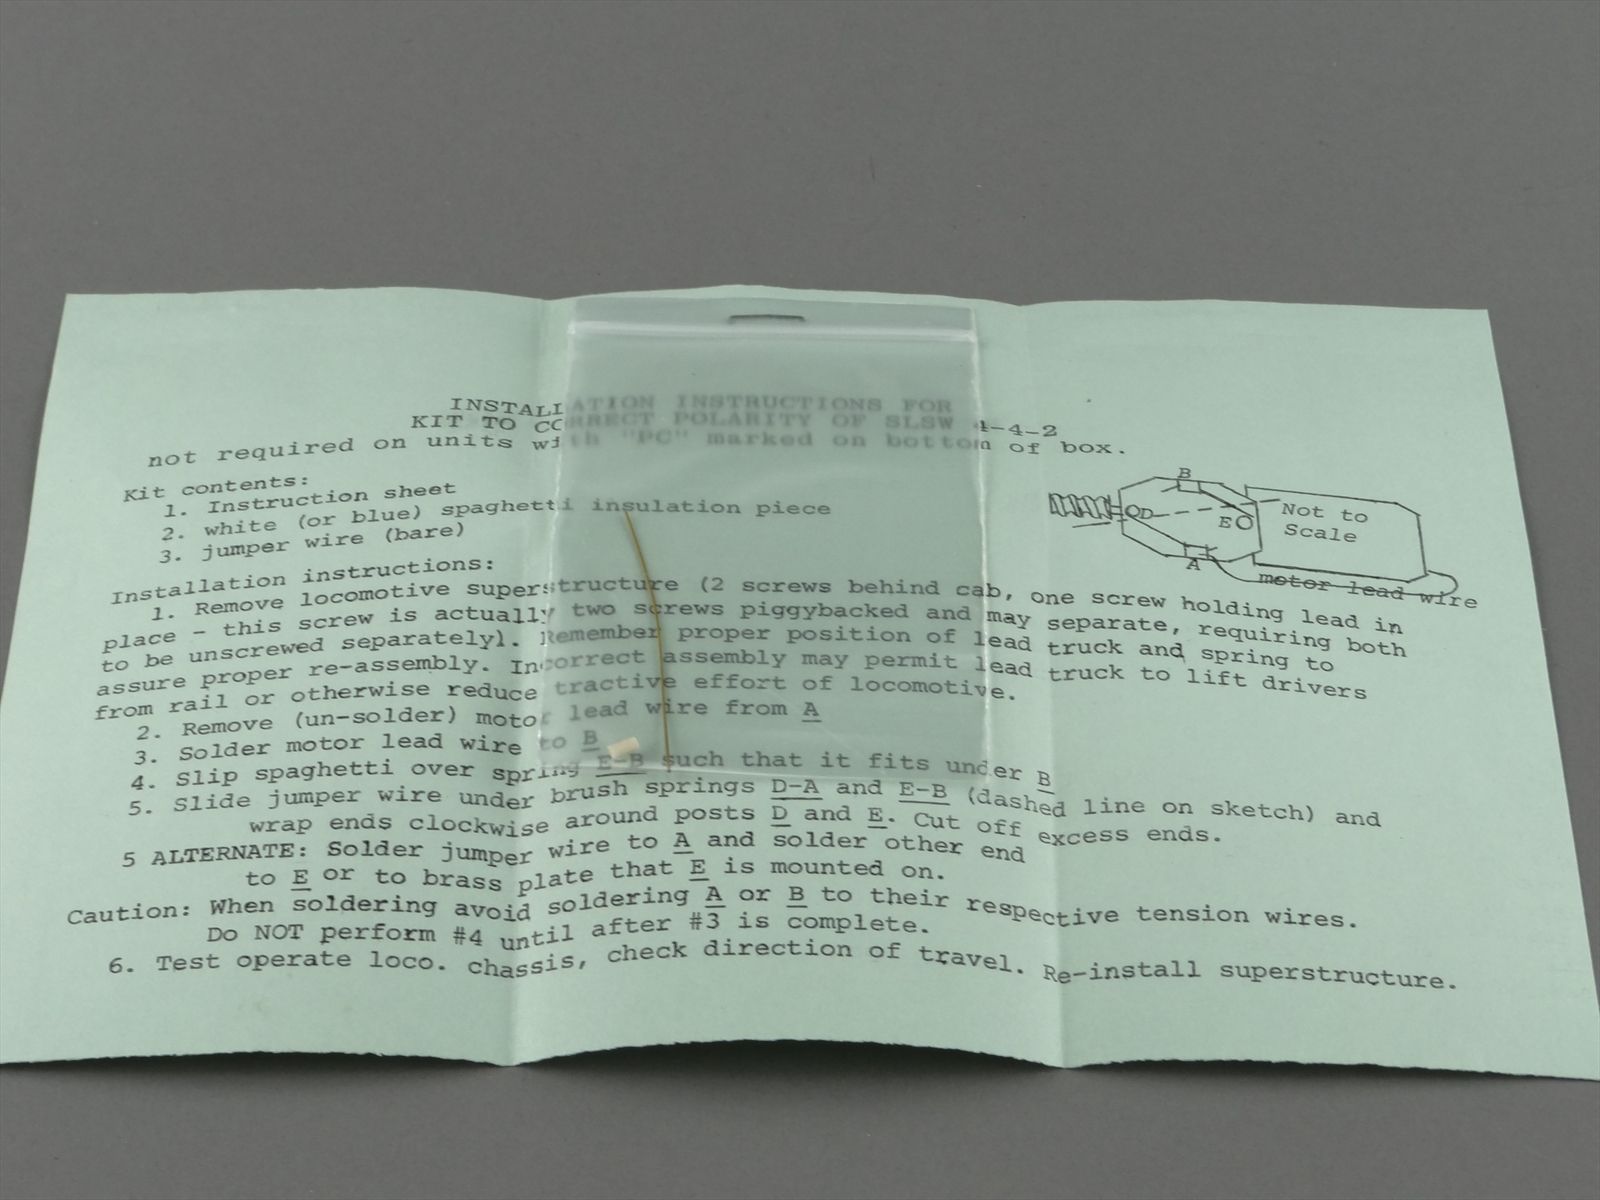 INSTALLATION INSTRUCTIONS FOR
KIT TO CORRECT POLARITY OF SLSW 4-4-2
not required on units with "PC" marked on bottom of box.
Kit contents:
1. Instruction sheet
2. white (or blue) spaghetti insulation piece
3. jumper wire (bare)
B
D
E
Not to
Scale
A
motor lead wire
Installation instructions:
1. Remove locomotive superstructure (2 screws behind cab, one screw holding lead in
place - this screw is actually two screws piggybacked and may separate, requiring both
to be unscrewed separately). Remember proper position of lead truck and spring to
assure proper re-assembly. Incorrect assembly may permit lead truck to lift drivers
from rail or otherwise reduce tractive effort of locomotive.
2. Remove (un-solder) motor lead wire from A
3. Solder motor lead wire to B
4. Slip spaghetti over spring E-B such that it fits under B
5. Slide jumper wire under brush springs D-A and E-B (dashed line on sketch) and
wrap ends clockwise around posts D and E. Cut off excess ends.
5 ALTERNATE: Solder jumper wire to A and solder other end
to E or to brass plate that E is mounted on.
Caution: When soldering avoid soldering A or B to their respective tension wires.
Do NOT perform #4 until after #3 is complete.
6. Test operate loco. chassis, check direction of travel. Re-install superstructure.